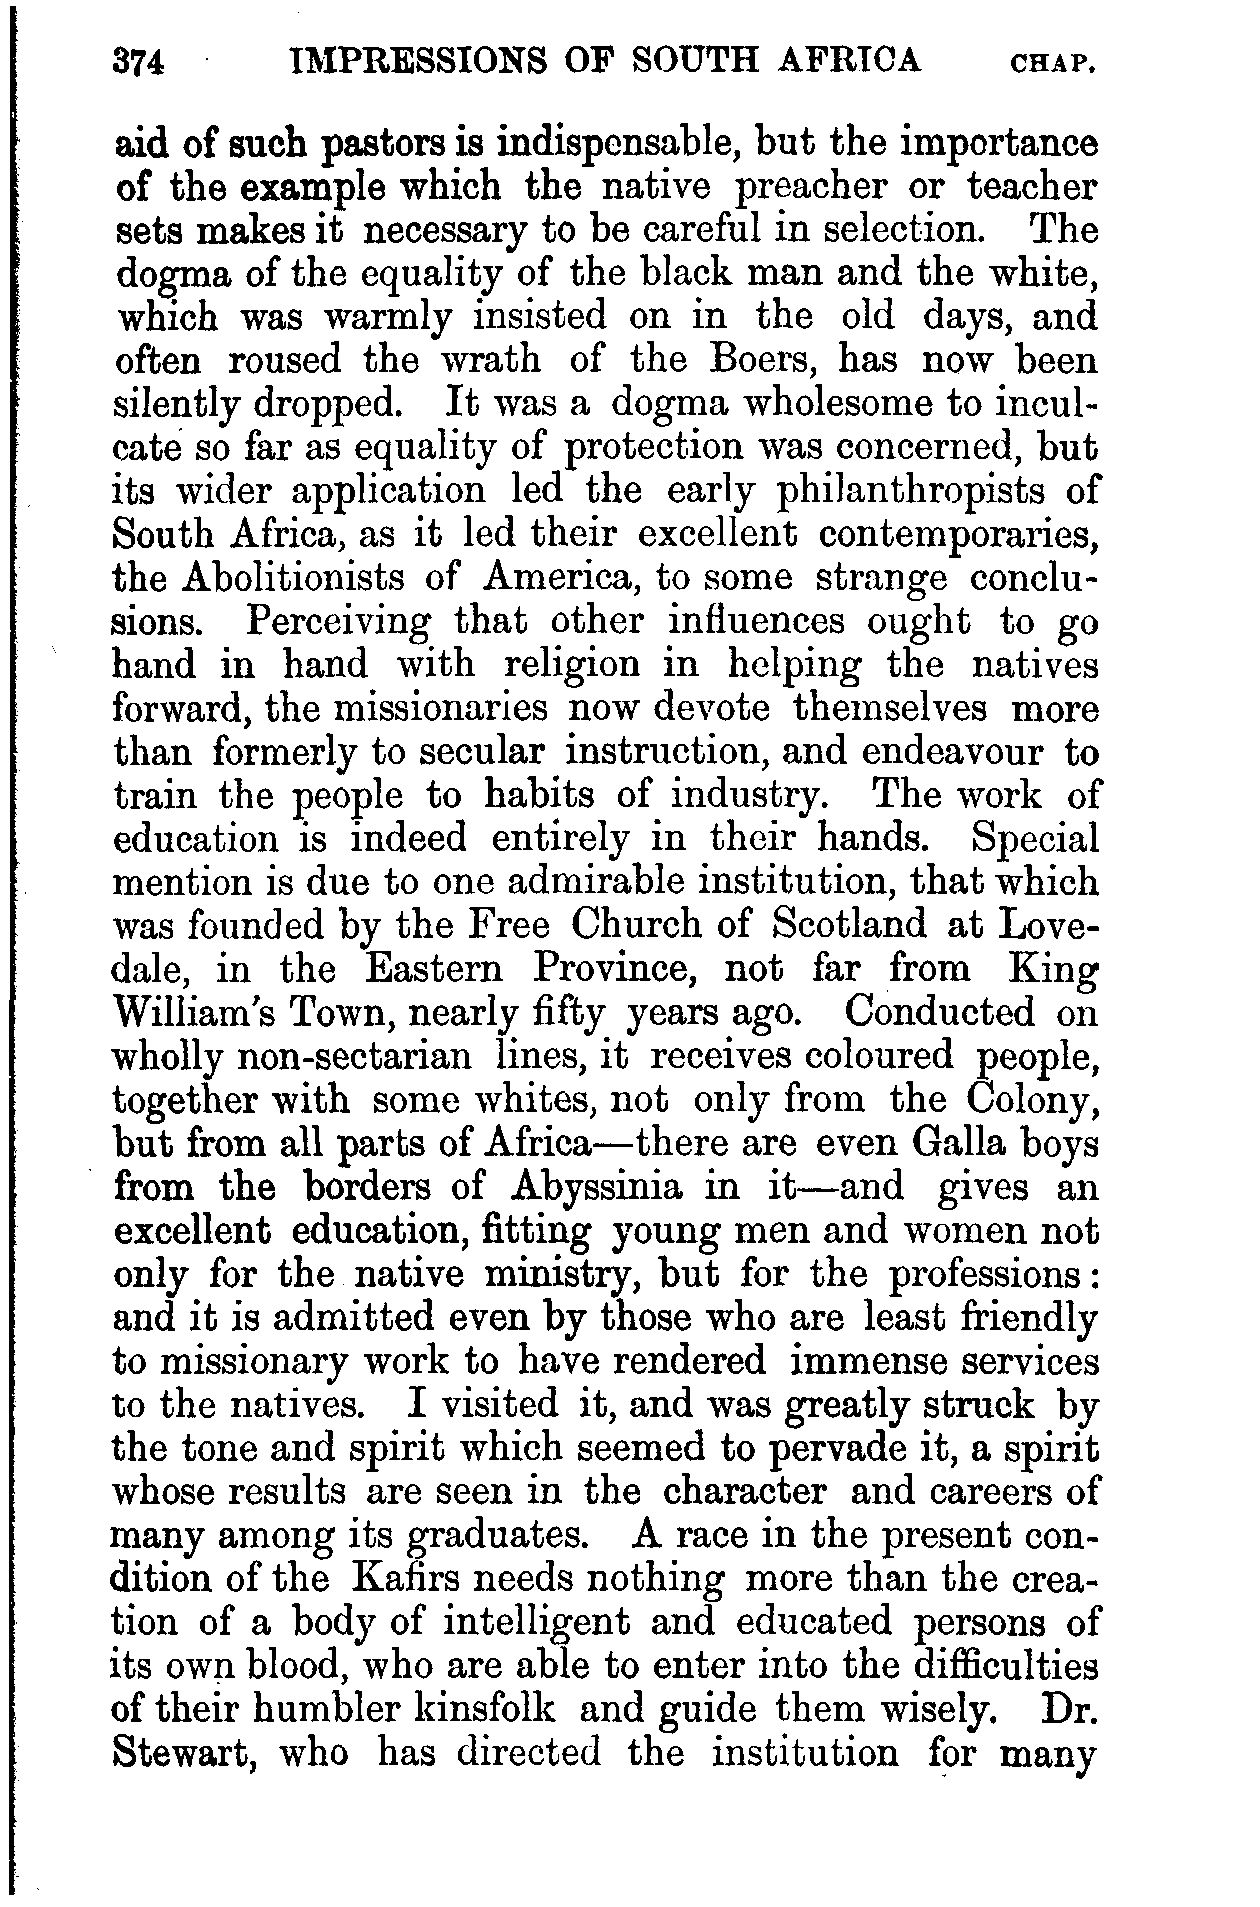 374 IMPRESSIONS OF SOUTH AFRICA CHAP.
aid of such pastors is indispensable, but the importance
of the example which the native preacher or teacher
sets makes it necessary to be careful in selection. The
dogma of the equality of the black man and the white,
which was warmly insisted on in the old days, and
often roused the wrath of the Boers, has now been
silently dropped. It was a dogma wholesome to incul-
cate so far as equality of protection was concerned, but
its wider application led the early philanthropists of
South Africa, as it led their excellent contemporaries,
the Abolitionists of America, to some strange conclu-
sions. Perceiving that other influences ought to go
hand in hand with religion in helping the natives
forward, the missionaries now devote themselves more
than formerly to secular instruction, and endeavour to
train the people to habits of industry. The work of
education is indeed entirely in their hands. Special
mention is due to one admirable institution, that which
was founded by the Free Church of Scotland at Love-
dale, in the Eastern Province, not far from King
William's Town, nearly fifty years ago. Conducted on
wholly non-sectarian lines, it receives coloured people,
together with some whites, not only from the Colony,
but from all parts of Africa—there are even Galla boys
from the borders of Abyssinia in it—and gives an
excellent education, fitting young men and women not
only for the native ministry, but for the professions:
and it is admitted even by those who are least friendly
to missionary work to have rendered immense services
to the natives. I visited it, and was greatly struck by
the tone and spirit which seemed to pervade it, a spirit
whose results are seen in the character and careers of
many among its graduates. A race in the present con-
dition of the Kafirs needs nothing more than the crea-
tion of a body of intelligent and educated persons of
its own blood, who are able to enter into the difficulties
of their humbler kinsfolk and guide them wisely. Dr.
Stewart, who has directed the institution for many